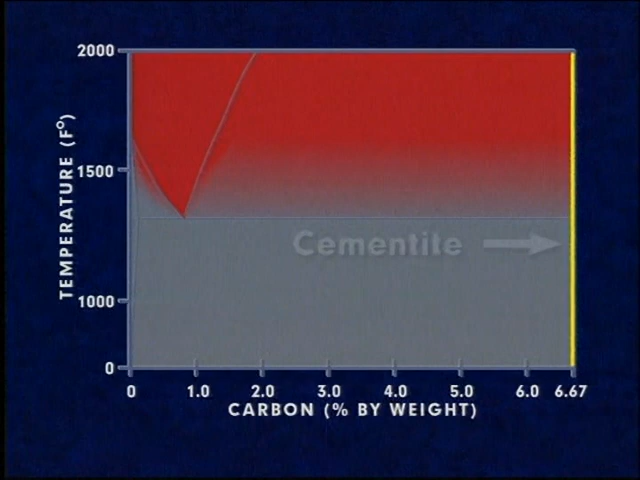 2000
1500
1000
0
TEMPERATURE (F°)
Cementite
0 1.0 2.0 3.0 4.0 5.0 6.0 6.67
CARBON (% BY WEIGHT)